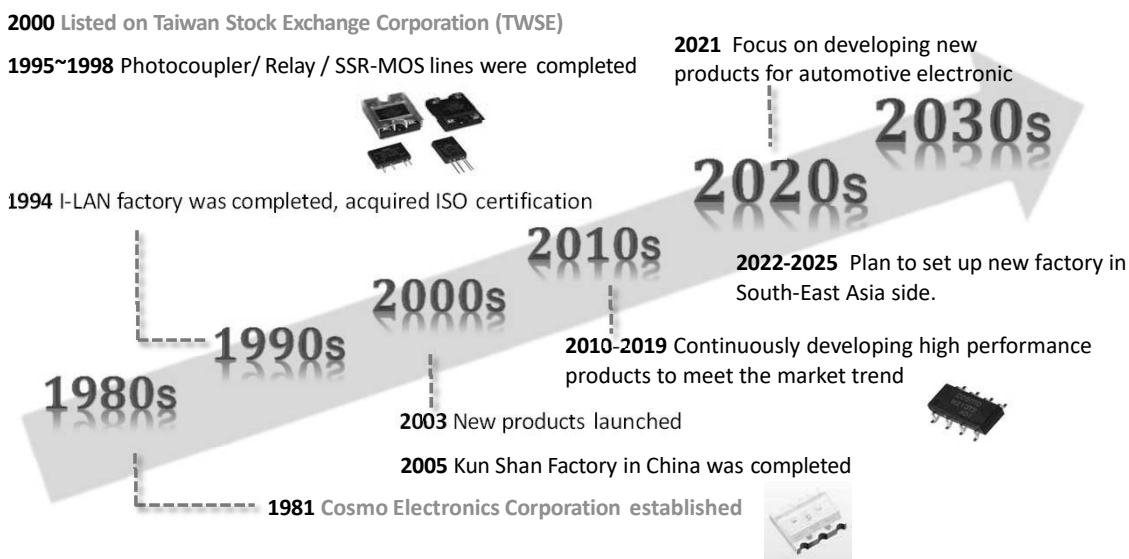 2000 Listed on Taiwan Stock Exchange Corporation (TWSE)
1995~1998 Photocoupler/ Relay / SSR-MOS lines were completed
2021 Focus on developing new
products for automotive electronic
2030s
2020s
1994 I-LAN factory was completed, acquired ISO certification
2010s
2022-2025 Plan to set up new factory in
South-East Asia side.
2000s
1990s
2010-2019 Continuously developing high performance
products to meet the market trend
1980s
2003 New products launched
2005 Kun Shan Factory in China was completed
1981 Cosmo Electronics Corporation established